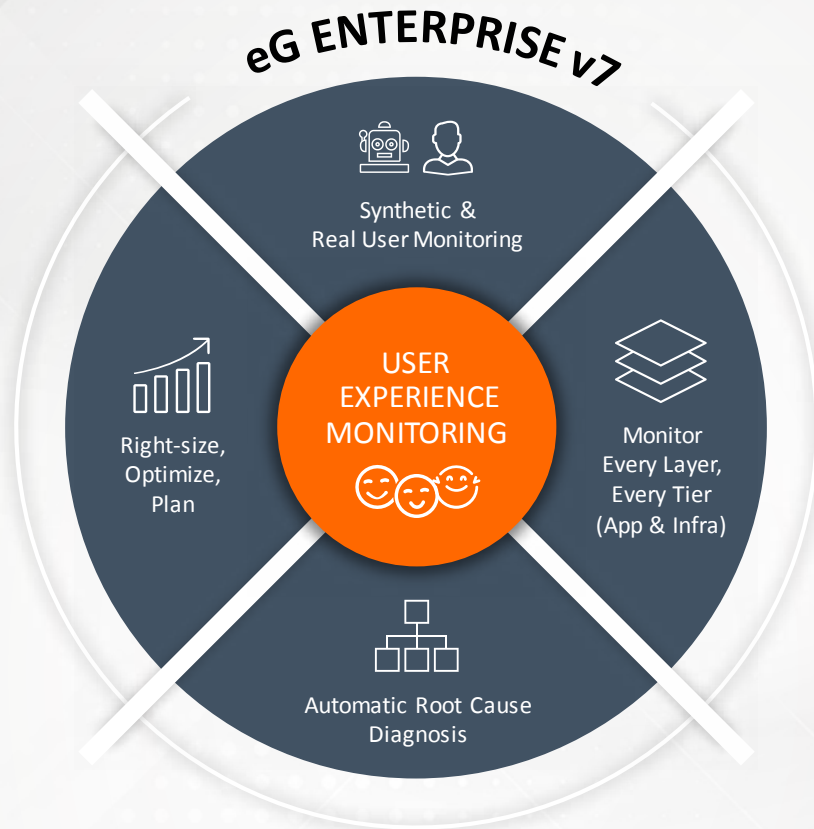 eG ENTERPRISE v7
Synthetic &
Real User Monitoring
USER
EXPERIENCE
MONITORING
Right-size,
Optimize,
Plan
Monitor
Every Layer,
Every Tier
(App & Infra)
Automatic Root Cause
Diagnosis